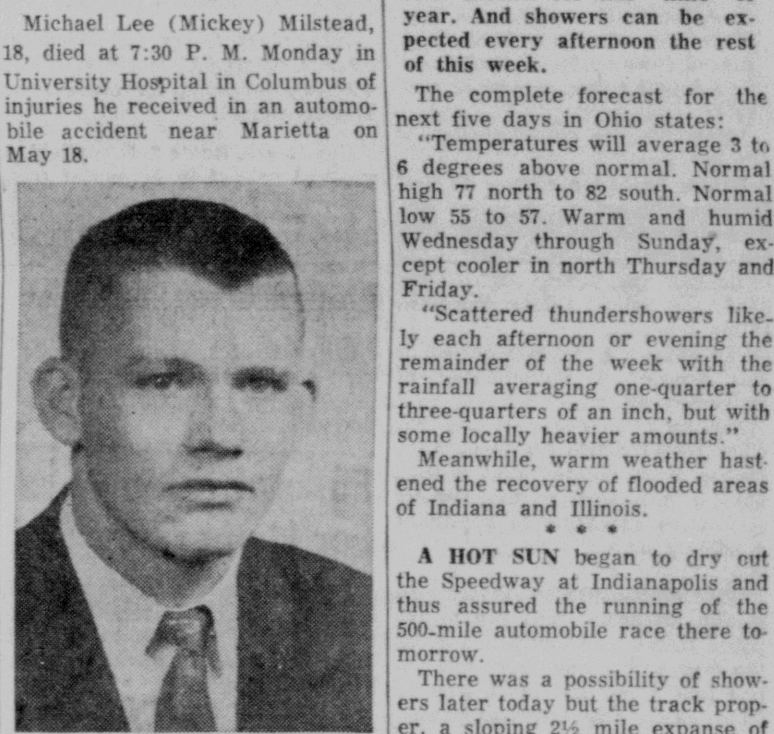 Michael Lee (Mickey) Milstead,
18, died at 7:30 P. M. Monday in
University Hospital in Columbus of
injuries he received in an automo-
bile accident near Marietta on
May 18.
year. And showers can be ex-
pected every afternoon the rest
of this week.
The complete forecast for the
next five days in Ohio states:
"Temperatures will average 3 to
6 degrees above normal. Normal
high 77 north to 82 south. Normal
low 55 to 57. Warm and humid
Wednesday through Sunday, ex-
cept cooler in north Thursday and
Friday.
"Scattered thundershowers like-
ly each afternoon or evening the
remainder of the week with the
rainfall averaging one-quarter to
three-quarters of an inch, but with
some locally heavier amounts."
Meanwhile, warm weather hast-
ened the recovery of flooded areas
of Indiana and Illinois.
* * *
A HOT SUN began to dry out
the Speedway at Indianapolis and
thus assured the running of the
500-mile automobile race there to-
morrow.
There was a possibility of show-
ers later today but the track prop-
er, a sloping 2½ mile expanse of